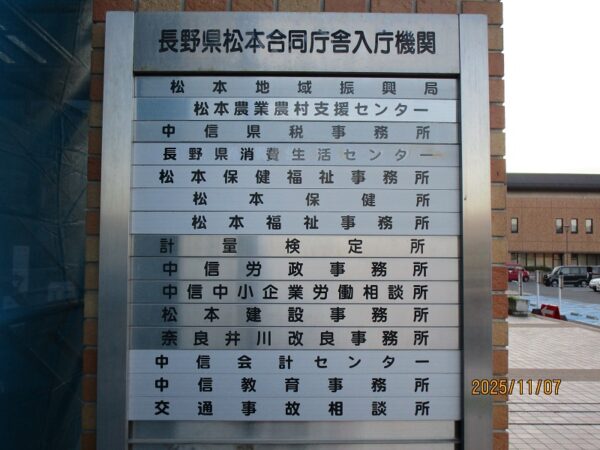 長野県松本合同庁舎入庁機関
松本地域振興局
松本農業農村支援センター
中信県税事務所
長野県消費生活センター
松本保健福祉事務所
松本保健所
松本福祉事務所
計量検定所
中信労政事務所
中信中小企業労働相談所
松本建設事務所
奈良井川改良事務所
中信会計センター
中信教育事務所
交通事故相談所
2025/11/07